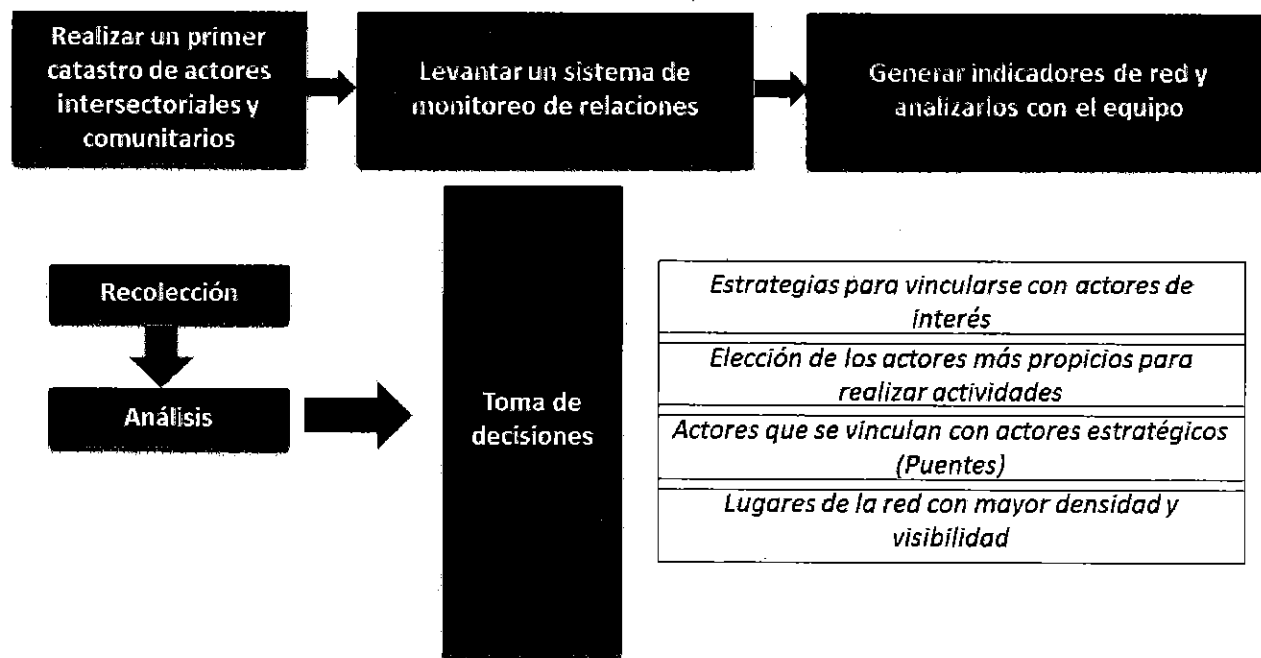 Realizar un primer
catastro de actores
intersectoriales y
comunitarios
Levantar un sistema de
monitoreo de relaciones
Generar indicadores de red y
analizarlos con el equipo
Recolección
Análisis
Toma de
decisiones
Estrategias para vincularse con actores de
interés
Elección de los actores más propicios para
realizar actividades
Actores que se vinculan con actores estratégicos
(Puentes)
Lugares de la red con mayor densidad y
visibilidad